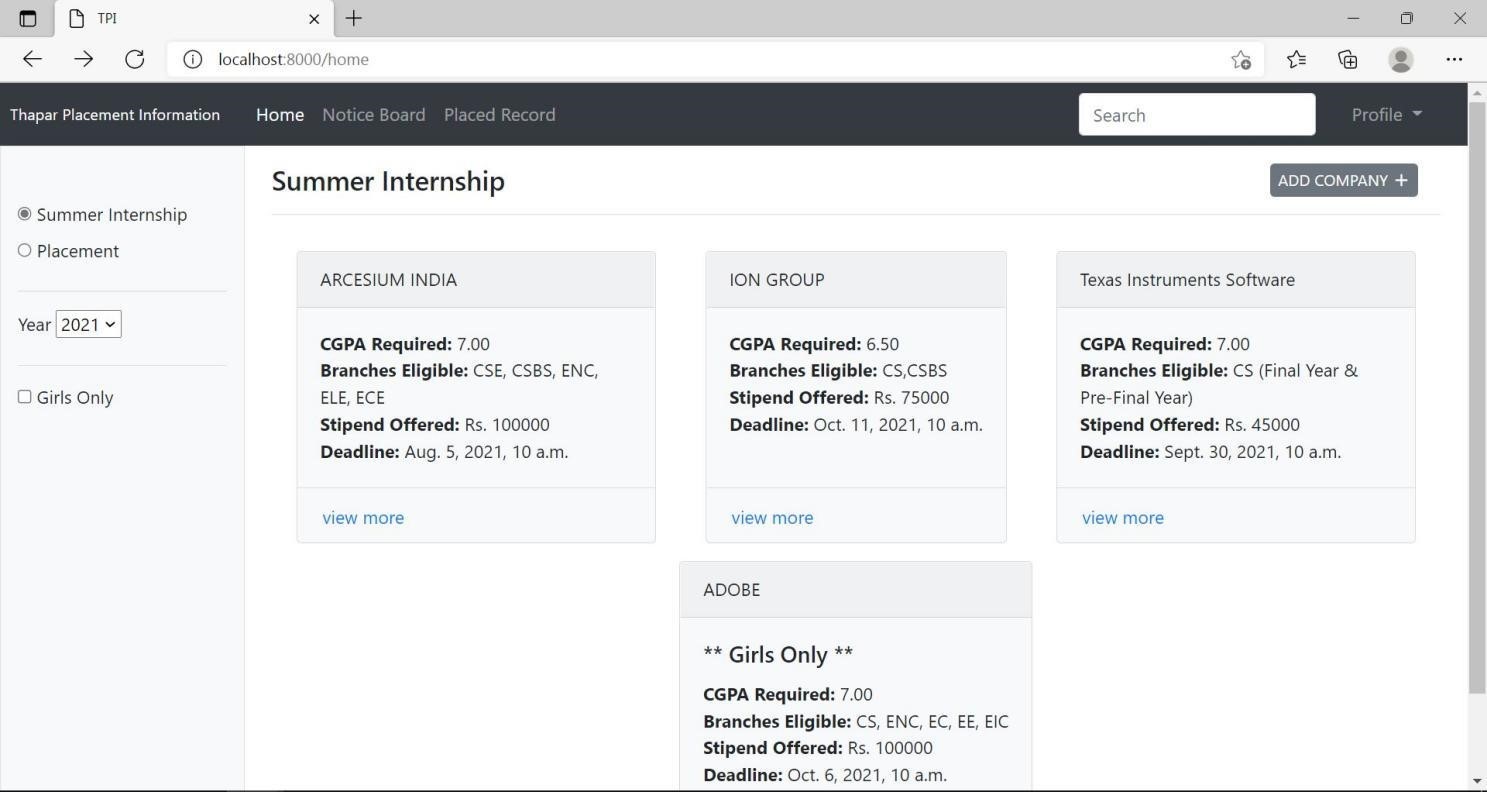 TPI
localhost:8000/home
Thapar Placement Information Home Notice Board Placed Record Search Profile
Summer Internship ADD COMPANY +
Summer Internship
Placement
Year 2021
Girls Only
ARCESIUM INDIA
CGPA Required: 7.00
Branches Eligible: CSE, CSBS, ENC,
ELE, ECE
Stipend Offered: Rs. 100000
Deadline: Aug. 5, 2021, 10 a.m.
view more
ION GROUP
CGPA Required: 6.50
Branches Eligible: CS,CSBS
Stipend Offered: Rs. 75000
Deadline: Oct. 11, 2021, 10 a.m.
view more
Texas Instruments Software
CGPA Required: 7.00
Branches Eligible: CS (Final Year &
Pre-Final Year)
Stipend Offered: Rs. 45000
Deadline: Sept. 30, 2021, 10 a.m.
view more
ADOBE
** Girls Only **
CGPA Required: 7.00
Branches Eligible: CS, ENC, EC, EE, EIC
Stipend Offered: Rs. 100000
Deadline: Oct. 6, 2021, 10 a.m.